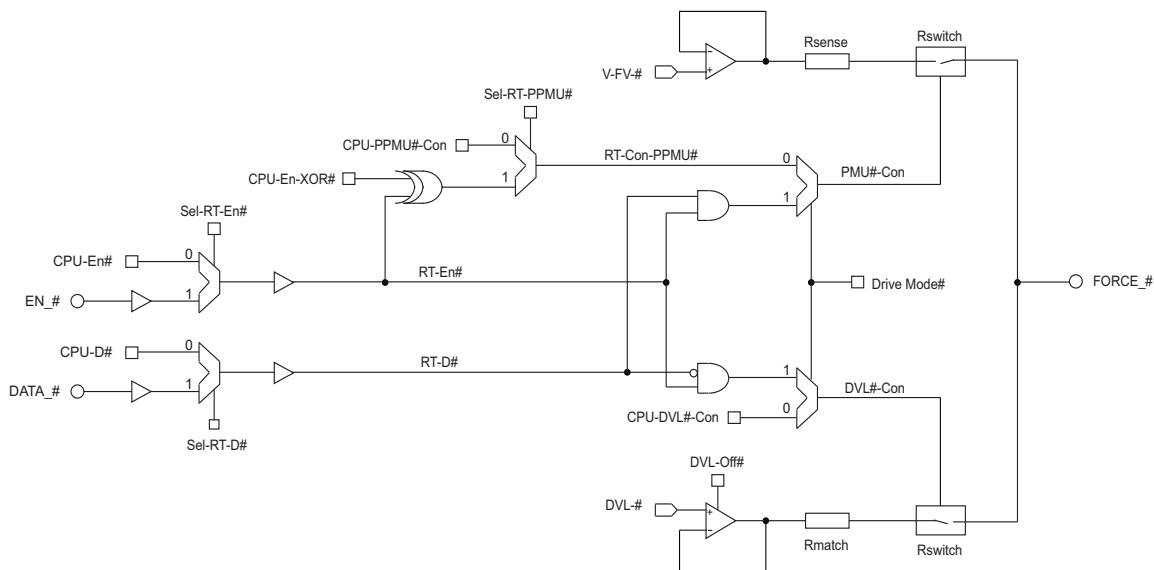 Rsense
Rswitch
V-FV-#
-
+
Sel-RT-PPMU#
CPU-PPMU#-Con
0
RT-Con-PPMU#
0
CPU-En-XOR#
1
PMU#-Con
1
Sel-RT-En#
CPU-En#
0
RT-En#
EN_#
1
Drive Mode#
FORCE_#
CPU-D#
0
RT-D#
1
DVL#-Con
DATA_#
1
CPU-DVL#-Con
0
Sel-RT-D#
DVL-Off#
DVL-#
+
-
Rmatch
Rswitch